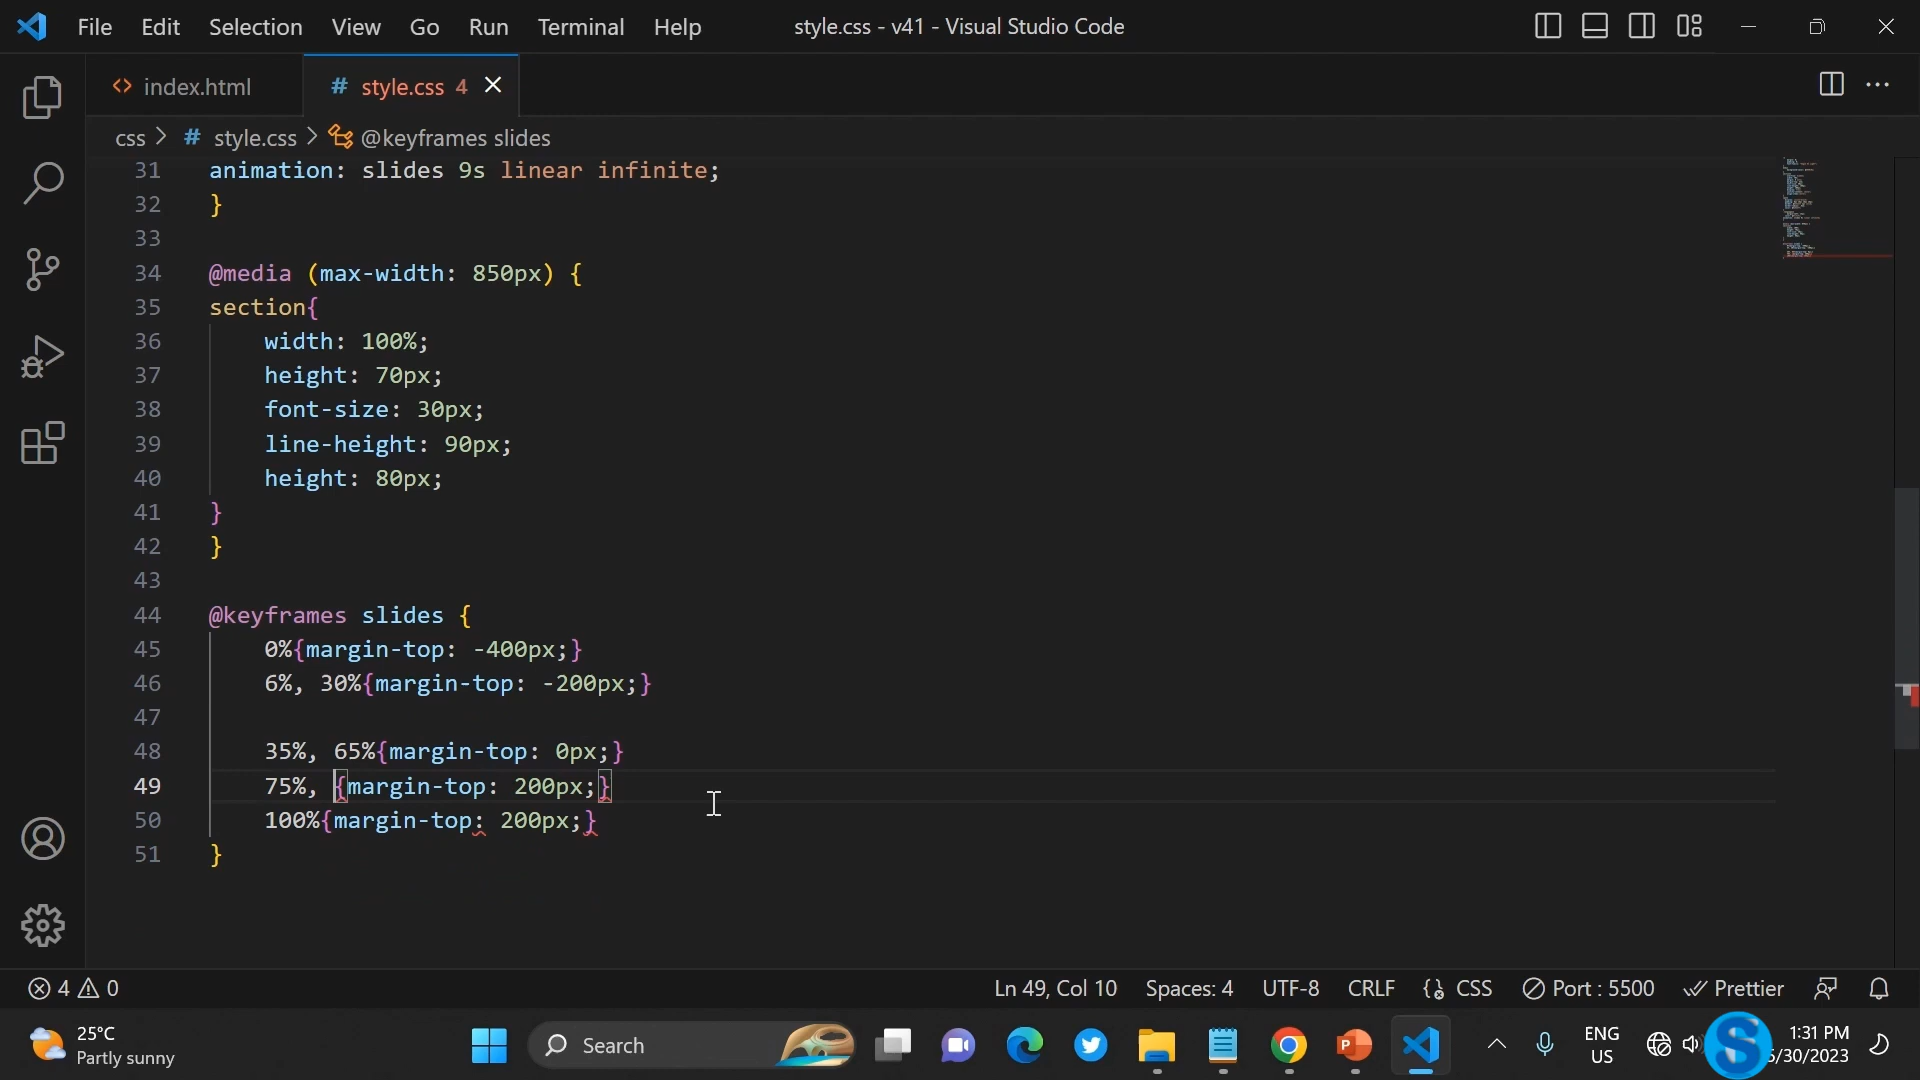 File Edit Selection View Go Run Terminal Help style.css - v41 - Visual Studio Code
<> index.html # style.css 4
css > # style.css > @keyframes slides
31 animation: slides 9s linear infinite;
32 }
33
34 @media (max-width: 850px) {
35 section{
36 width: 100%;
37 height: 70px;
38 font-size: 30px;
39 line-height: 90px;
40 height: 80px;
41 }
42 }
43
44 @keyframes slides {
45 0%{margin-top: -400px;}
46 6%, 30%{margin-top: -200px;}
47
48 35%, 65%{margin-top: 0px;}
49 75%, {margin-top: 200px;}
50 100%{margin-top: 200px;}
51 }
4 0 Ln 49, Col 10 Spaces: 4 UTF-8 CRLF CSS Port : 5500 Prettier
25°C
Partly sunny
Search
ENG
US
1:31 PM
5/30/2023